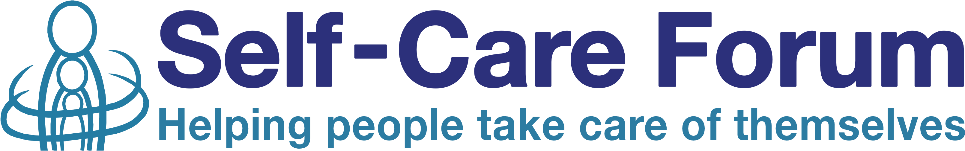 Self-Care Forum
Helping people take care of themselves